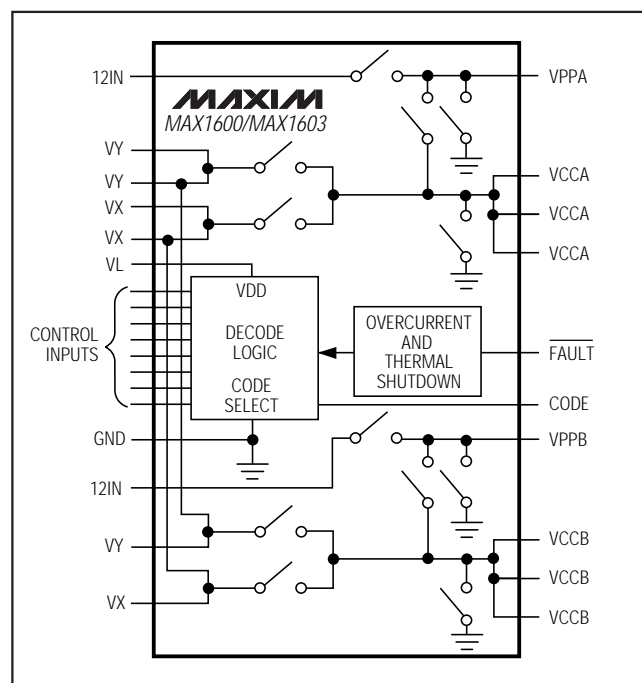 12IN
VPPA
MAXIM
MAX1600/MAX1603
VY
VY
VX
VX
VCCA
VCCA
VCCA
VL
VDD
DECODE
LOGIC
CODE
SELECT
CONTROL
INPUTS
OVERCURRENT
AND
THERMAL
SHUTDOWN
FAULT
CODE
GND
VPPB
12IN
VY
VX
VCCB
VCCB
VCCB